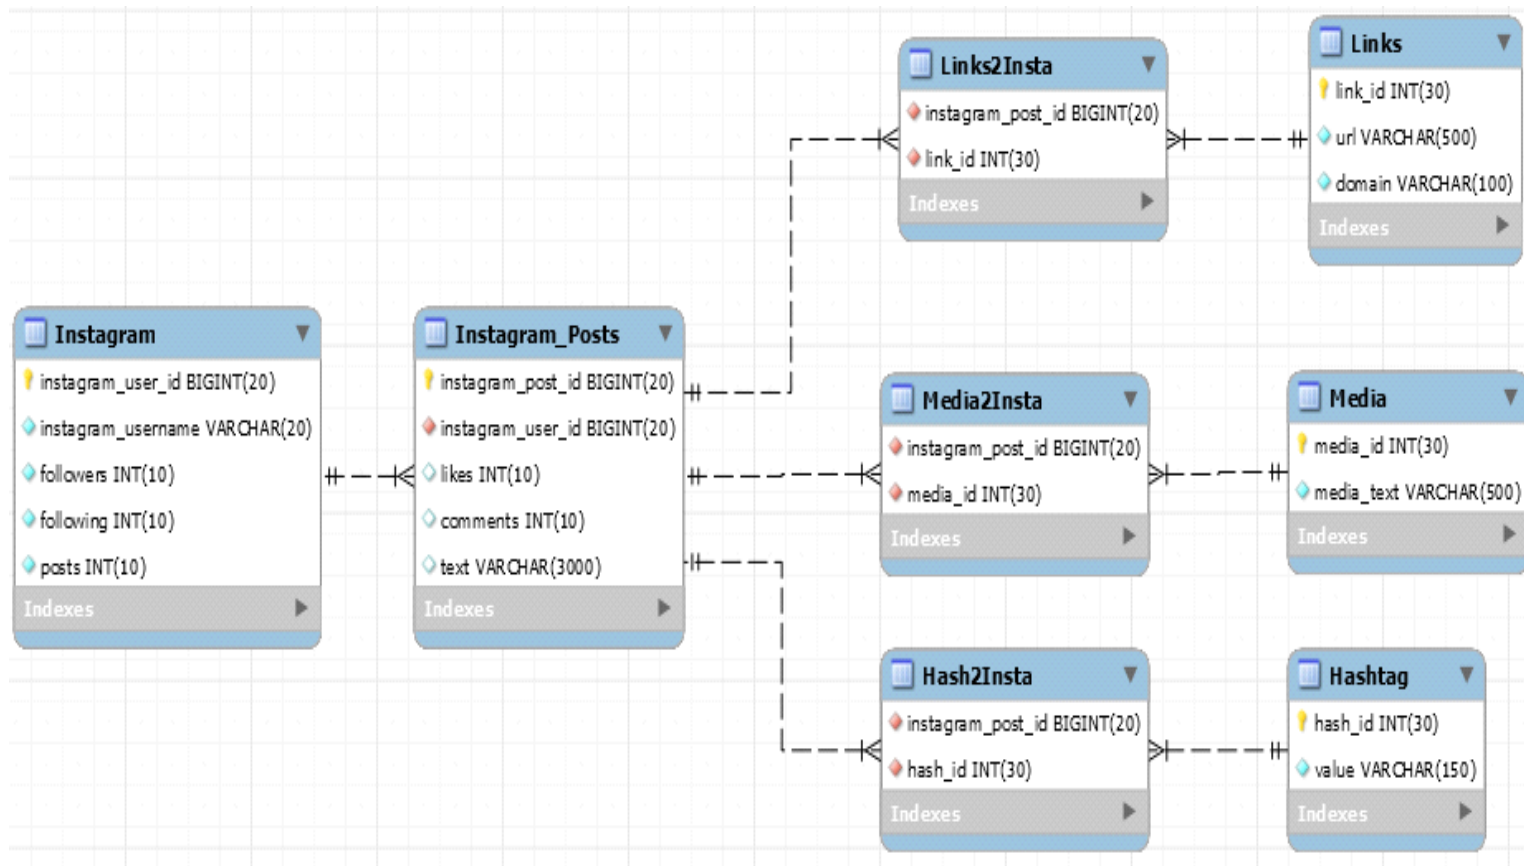 Links2Insta
instagram_post_id BIGINT(20)
link_id INT(30)
Indexes
Links
link_id INT(30)
url VARCHAR(500)
domain VARCHAR(100)
Indexes
Instagram
instagram_user_id BIGINT(20)
instagram_username VARCHAR(20)
followers INT(10)
following INT(10)
posts INT(10)
Indexes
Instagram_Posts
instagram_post_id BIGINT(20)
instagram_user_id BIGINT(20)
likes INT(10)
comments INT(10)
text VARCHAR(3000)
Indexes
Media2Insta
instagram_post_id BIGINT(20)
media_id INT(30)
Indexes
Media
media_id INT(30)
media_text VARCHAR(500)
Indexes
Hash2Insta
instagram_post_id BIGINT(20)
hash_id INT(30)
Indexes
Hashtag
hash_id INT(30)
value VARCHAR(150)
Indexes